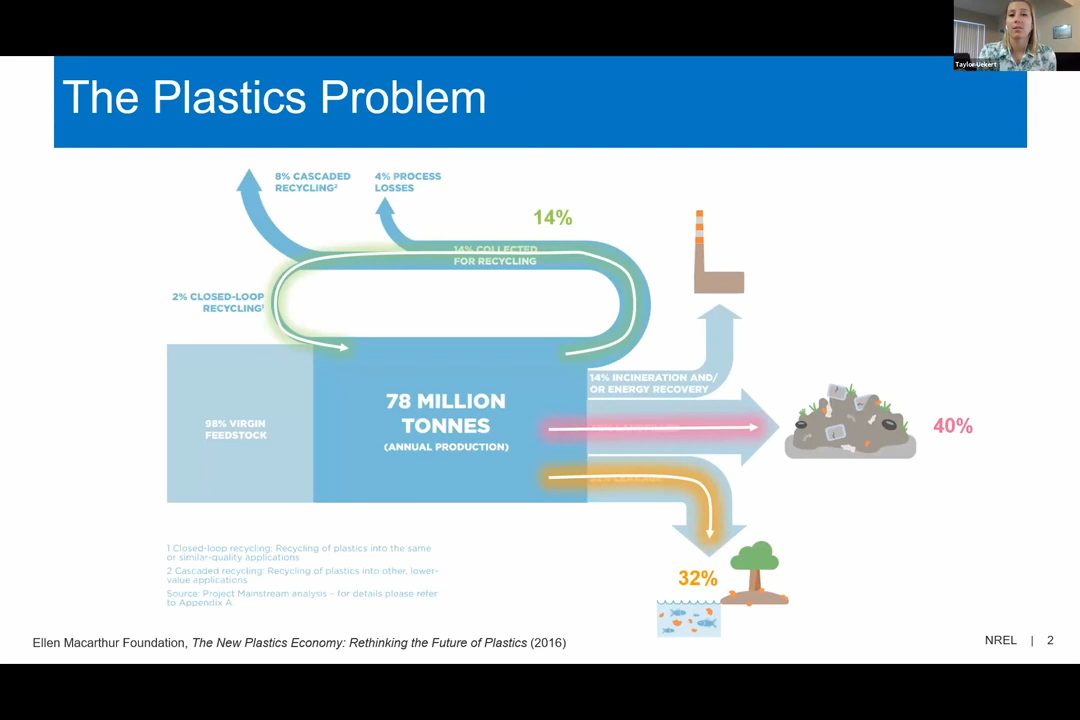 Taylor Uekert
The Plastics Problem
8% CASCADED
RECYCLING²
4% PROCESS
LOSSES
14%
14% COLLECTED
FOR RECYCLING
2% CLOSED-LOOP
RECYCLING¹
14% INCINERATION AND/
OR ENERGY RECOVERY
98% VIRGIN
FEEDSTOCK
78 MILLION
TONNES
(ANNUAL PRODUCTION)
40%
32%
1 Closed-loop recycling: Recycling of plastics into the same
or similar-quality applications
2 Cascaded recycling: Recycling of plastics into other, lower-
value applications
Source: Project Mainstream analysis – for details please refer
to Appendix A.
Ellen Macarthur Foundation, The New Plastics Economy: Rethinking the Future of Plastics (2016)
NREL | 2